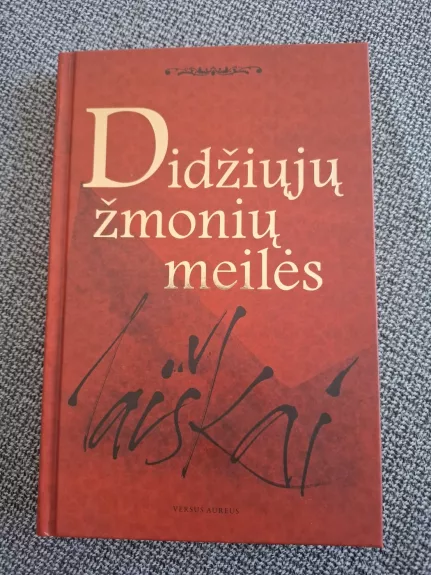 Didžiųjų
žmonių
meilės
laiškai
VERSUS AUREUS